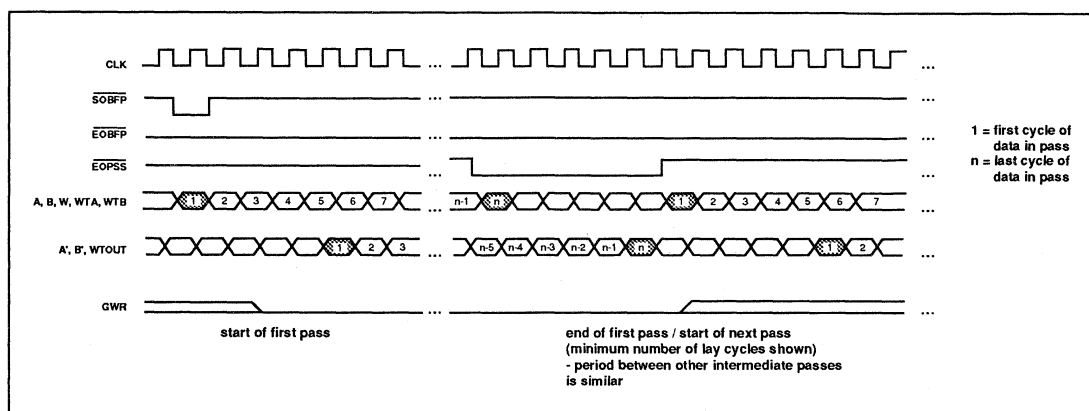 CLK
...
...
SOBFP
...
...
EOBFP
...
...
1 = first cycle of
data in pass
n = last cycle of
data in pass
EOPSS
...
...
A, B, W, WTA, WTB
1 2 3 4 5 6 7 ... n-1 n 1 2 3 4 5 6 7 ...
A', B', WTOUT
1 2 3 ... n-5 n-4 n-3 n-2 n-1 n 1 2 ...
GWR
...
...
start of first pass
...
end of first pass / start of next pass
(minimum number of lay cycles shown)
- period between other intermediate passes
is similar